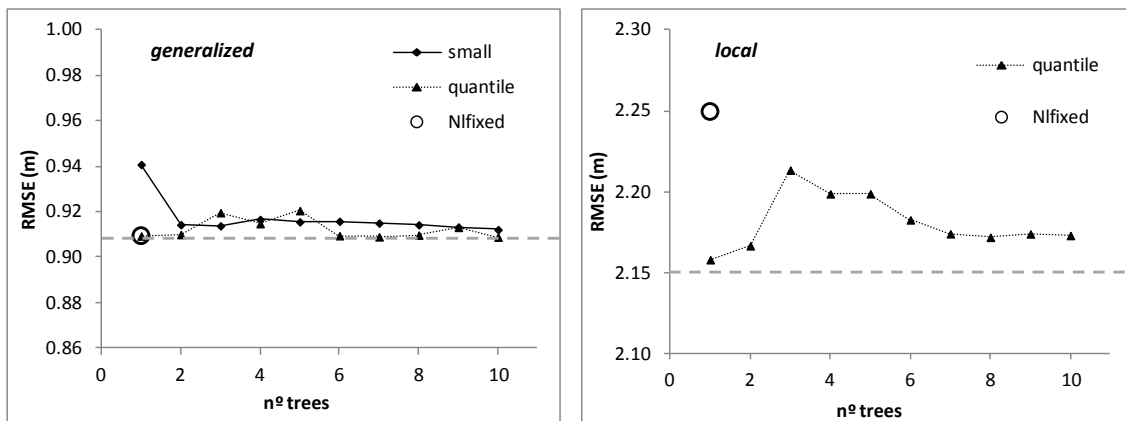 generalized
1.00
0.98
0.96
0.94
0.92
0.90
0.88
0.86
RMSE (m)
0 2 4 6 8 10
nº trees
small
quantile
Nlfixed
local
2.30
2.25
2.20
2.15
2.10
RMSE (m)
0 2 4 6 8 10
nº trees
quantile
Nlfixed